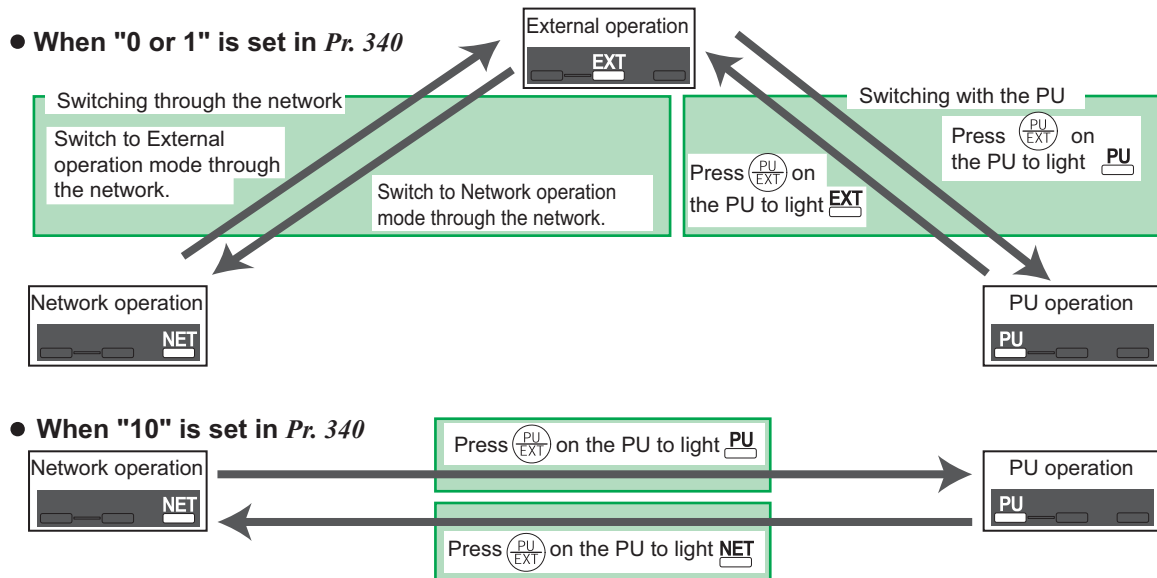 External operation
EXT
● When "0 or 1" is set in Pr. 340
Switching through the network
Switch to External
operation mode through
the network.
Switch to Network operation
mode through the network.
Switching with the PU
Press PU/EXT on
the PU to light PU
Press PU/EXT on
the PU to light EXT
Network operation
NET
PU operation
PU
● When "10" is set in Pr. 340
Network operation
NET
Press PU/EXT on the PU to light PU
Press PU/EXT on the PU to light NET
PU operation
PU